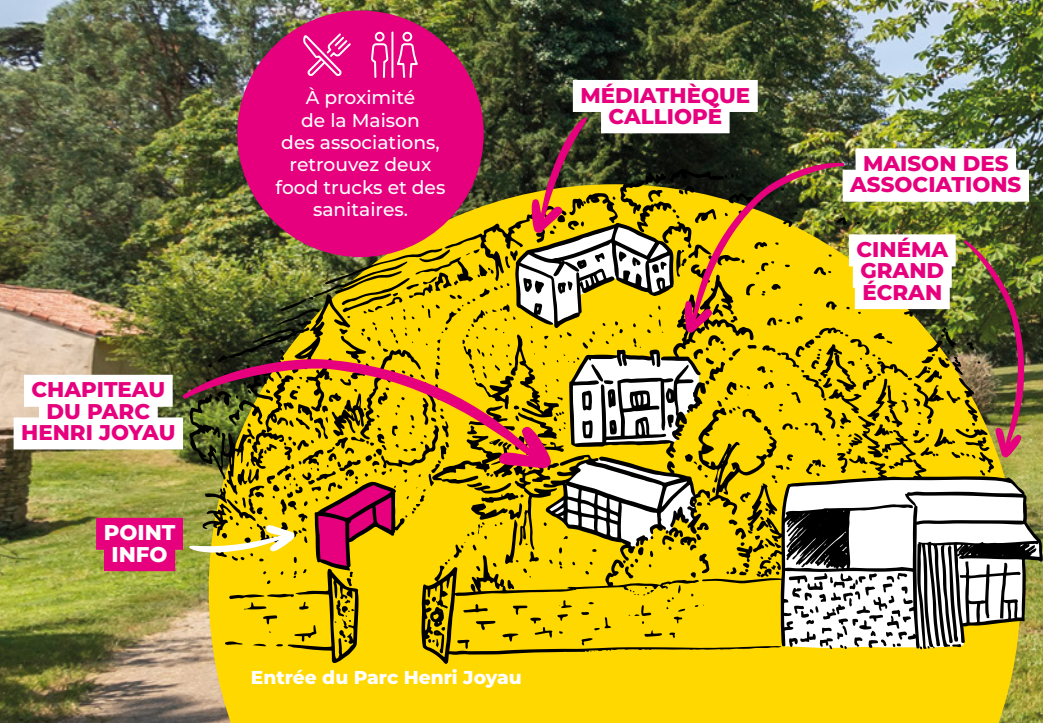 À proximité
de la Maison
des associations,
retrouvez deux
food trucks et des
sanitaires.
MÉDIATHÈQUE
CALLIOPE
MAISON DES
ASSOCIATIONS
CINÉMA
GRAND
ÉCRAN
CHAPITEAU
DU PARC
HENRI JOYAU
POINT
INFO
Entrée du Parc Henri Joyau